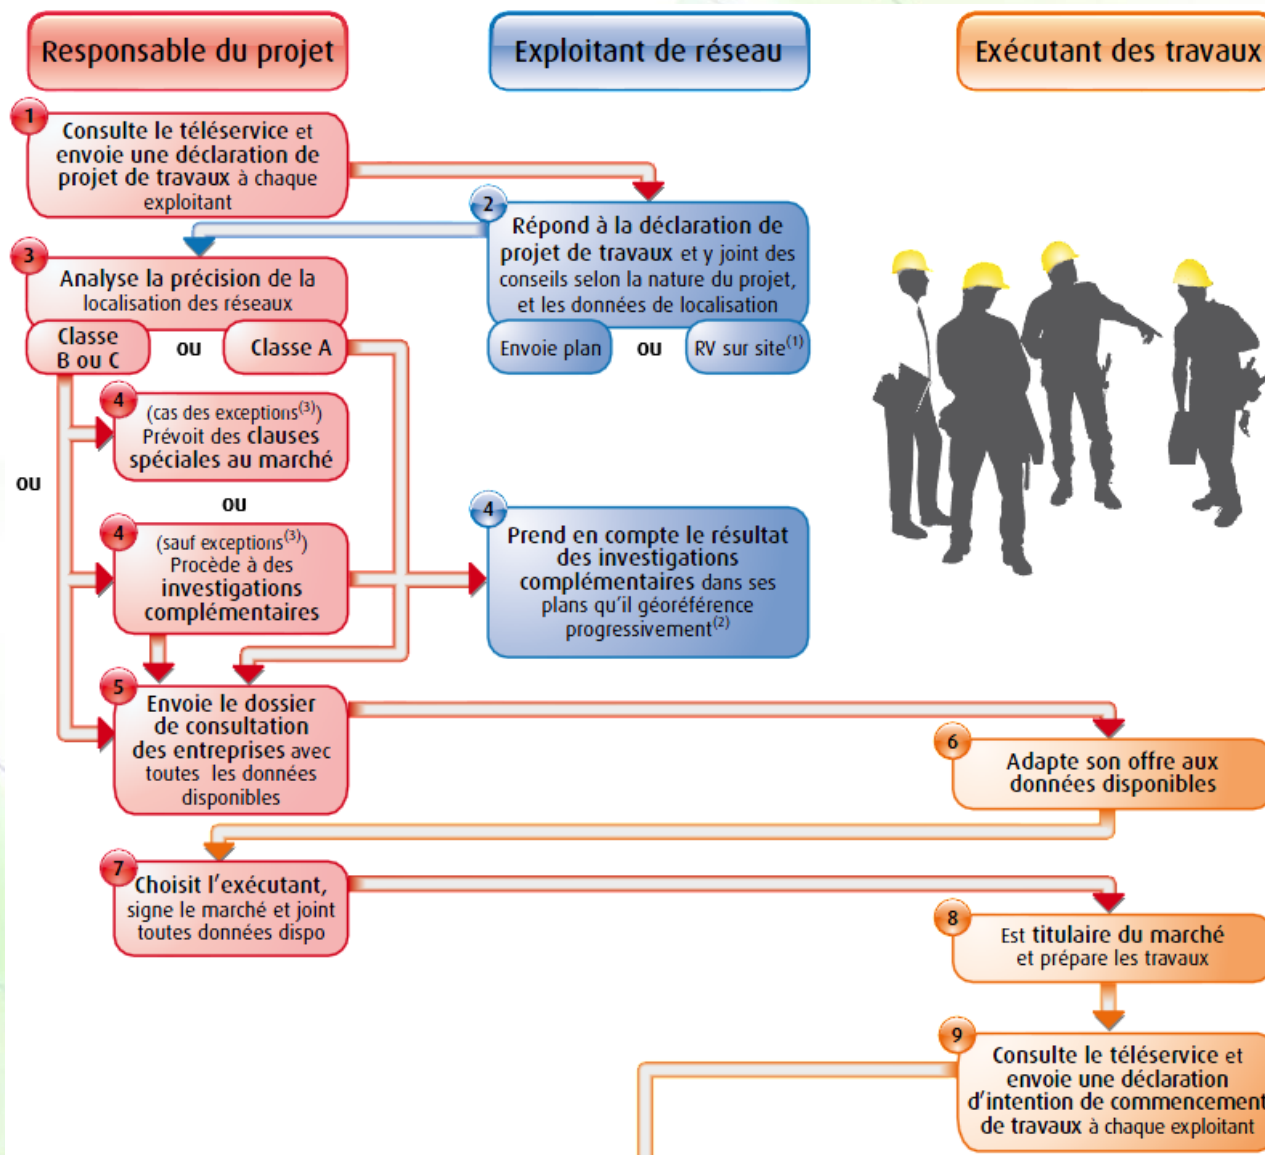 Responsable du projet
Exploitant de réseau
Exécutant des travaux
1
Consulte le téléservice et
envoie une déclaration de
projet de travaux à chaque
exploitant
2
Répond à la déclaration de
projet de travaux et y joint des
conseils selon la nature du projet,
et les données de localisation
Envoie plan
ou
RV sur site(1)
3
Analyse la précision de la
localisation des réseaux
Classe
B ou C
ou
Classe A
4
(cas des exceptions(3))
Prévoit des clauses
spéciales au marché
ou
ou
4
(sauf exceptions(3))
Procède à des
investigations
complémentaires
4
Prend en compte le résultat
des investigations
complémentaires dans ses
plans qu'il géoréférence
progressivement(2)
5
Envoie le dossier
de consultation
des entreprises avec
toutes les données
disponibles
6
Adapte son offre aux
données disponibles
7
Choisit l'exécutant,
signe le marché et joint
toutes données dispo
8
Est titulaire du marché
et prépare les travaux
9
Consulte le téléservice et
envoie une déclaration
d'intention de commencement
de travaux à chaque exploitant